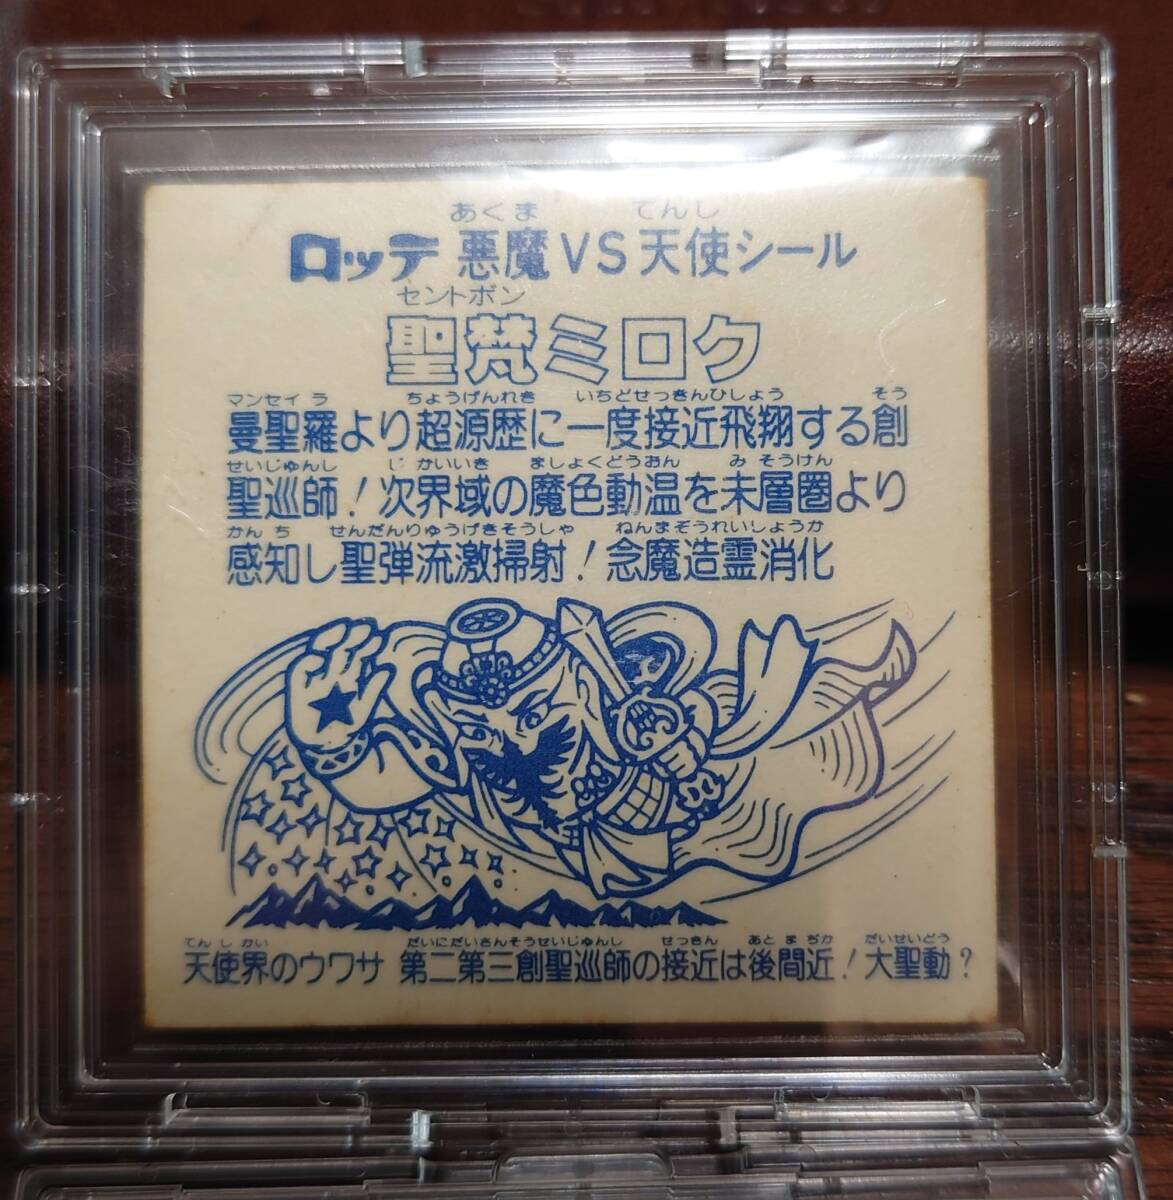 あくま てんし
ロッテ 悪魔VS天使シール
セントボン
聖梵ミロク
マンセイラ ちょうげんれき いちどせっきんひしょう そう
曼聖羅より超源歴に一度接近飛翔する創
せいじゅんし じかいいき ましょくどうおん みそうけん
聖巡師！次界域の魔色動温を未層圏より
かんち せんだんりゅうげきそうしゃ ねんまぞうれいしょうか
感知し聖弾流激掃射！念魔造霊消化
てんしかい だいにだいさんそうせいじゅんし せっきん あとまぢか だいせいどう
天使界のウワサ 第二第三創聖巡師の接近は後間近！大聖動？